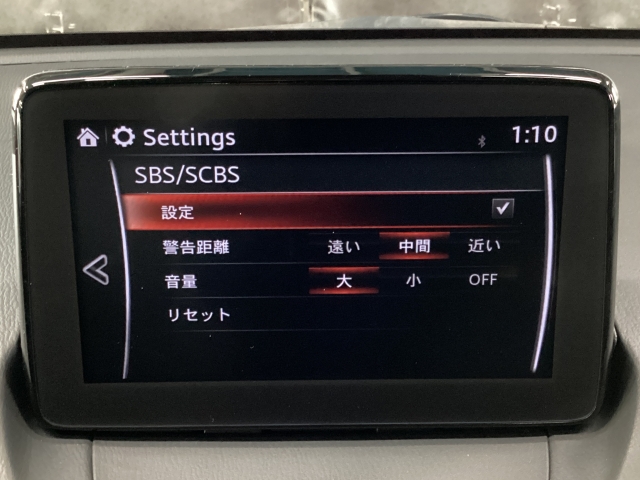 Settings 1:10
SBS/SCBS
設定
警告距離 遠い 中間 近い
音量 大 小 OFF
リセット